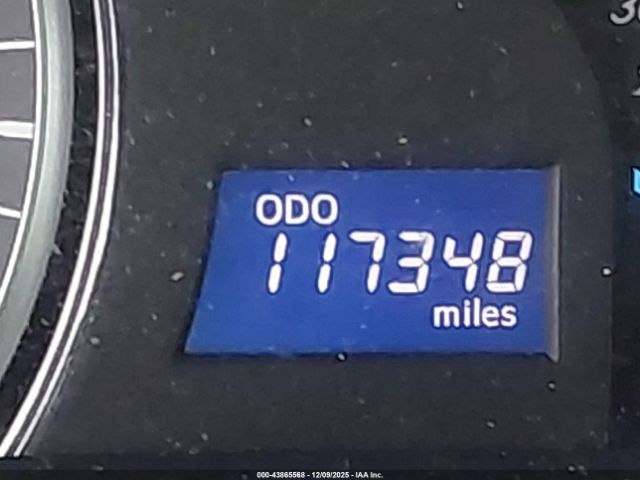 ODO
117348
miles
000-43865568 - 12/09/2025 - IAA Inc.